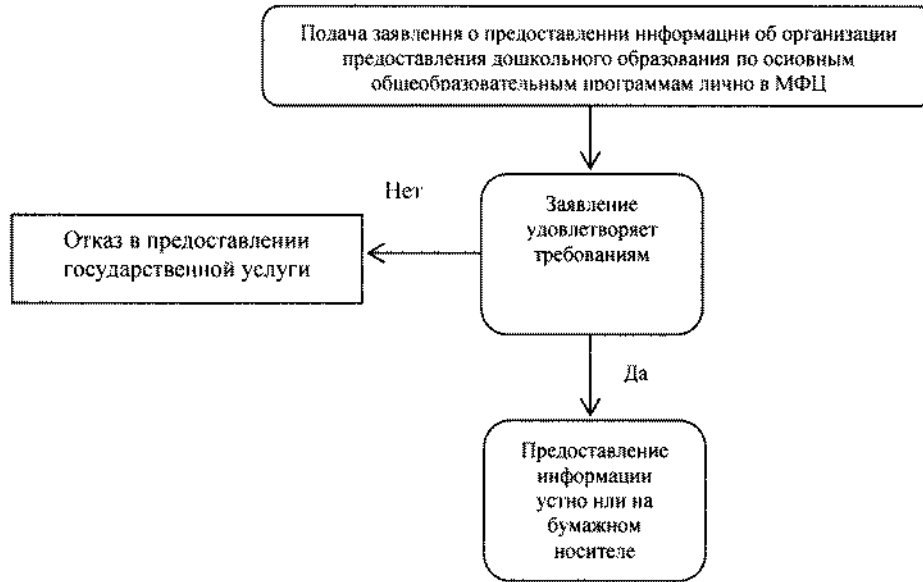 Подача заявления о предоставлении информации об организации
предоставления дошкольного образования по основным
общеобразовательным программам лично в МФЦ
Нет
Заявление
удовлетворяет
требованиям
Отказ в предоставлении
государственной услуги
Да
Предоставление
информации
устно или на
бумажном
носителе